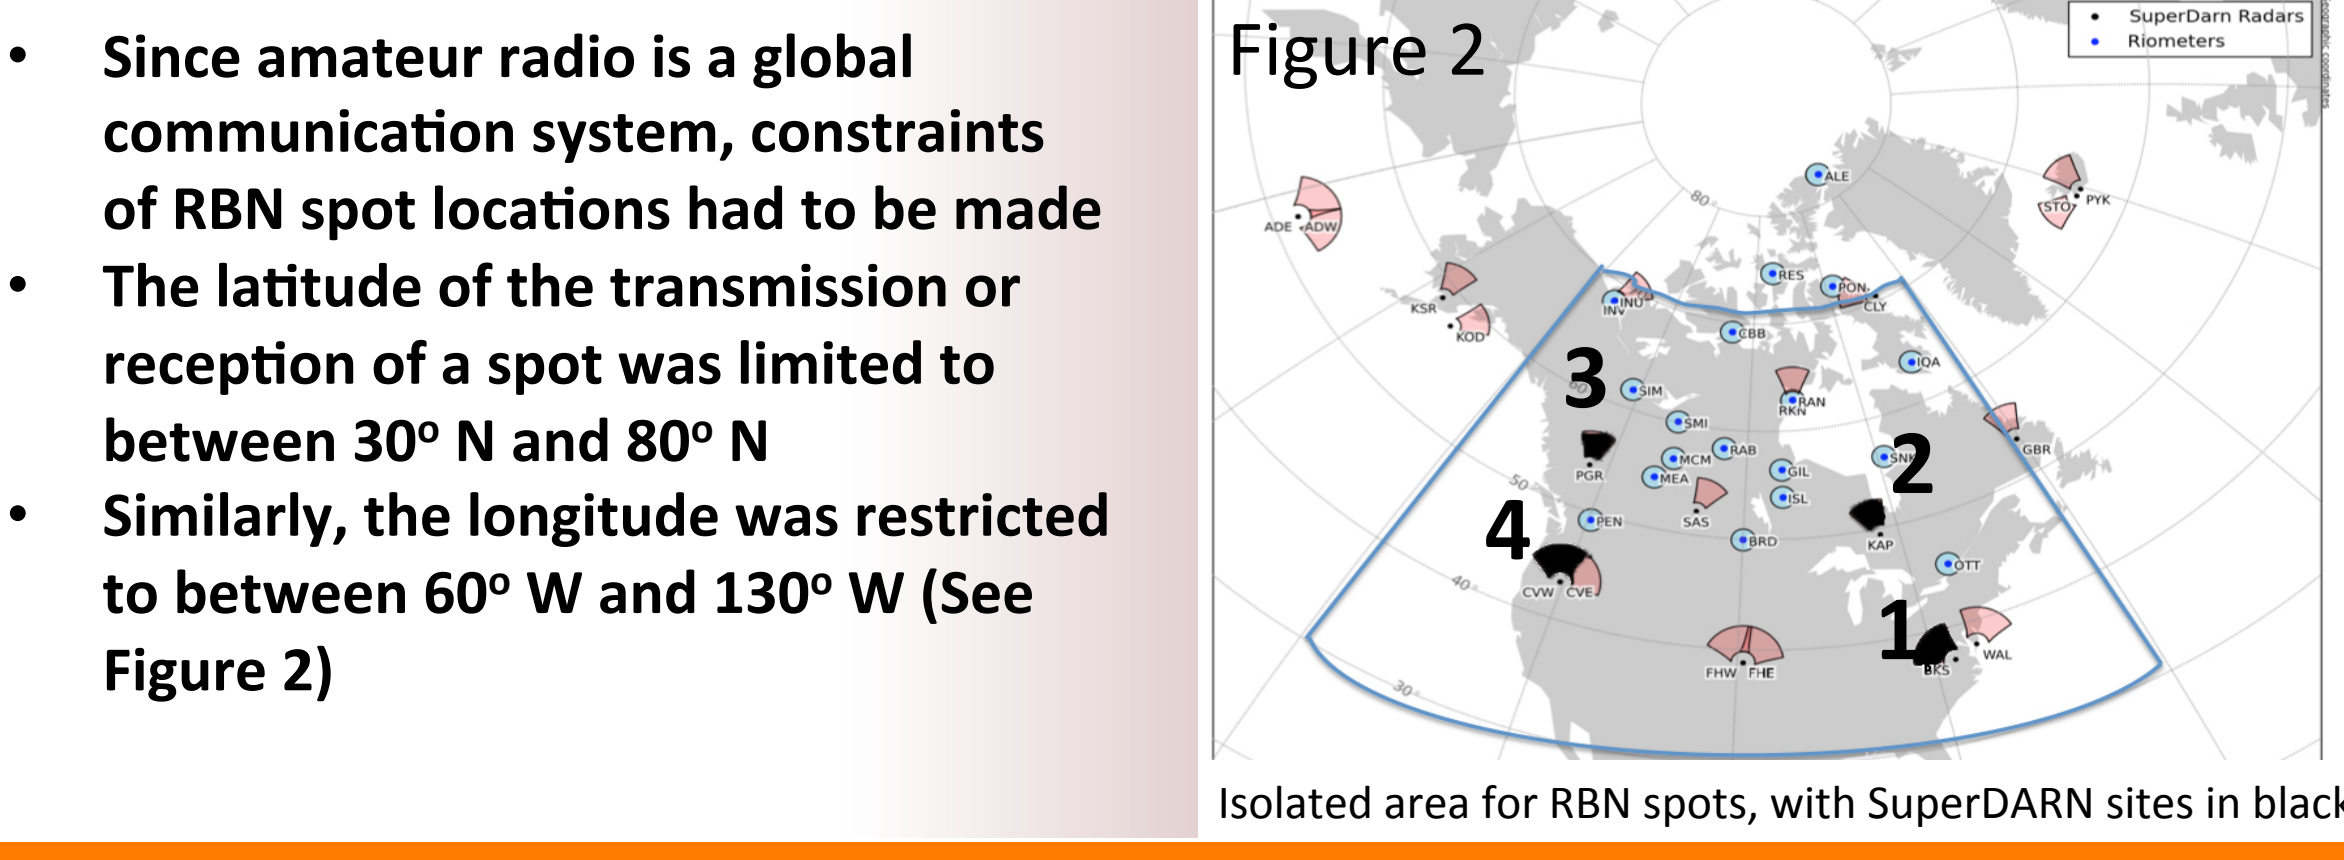 • Since amateur radio is a global
communication system, constraints
of RBN spot locations had to be made
• The latitude of the transmission or
reception of a spot was limited to
between 30º N and 80º N
• Similarly, the longitude was restricted
to between 60º W and 130º W (See
Figure 2)
Figure 2
SuperDarn Radars
Riometers
ographic coordinates
80°
ALE
PYK
STO
ADE ADW
RES
PON
INU
INV
CLY
KSR
KOD
CBB
3
IQA
SIM
RAN
RKN
SMI
2
GBR
RAB
SNK
MCM
GIL
PGR
MEA
50°
ISL
4
SAS
PEN
BRD
KAP
OTT
40°
CVW CVE
1
WAL
FHW FHE
BKS
30°
Isolated area for RBN spots, with SuperDARN sites in black